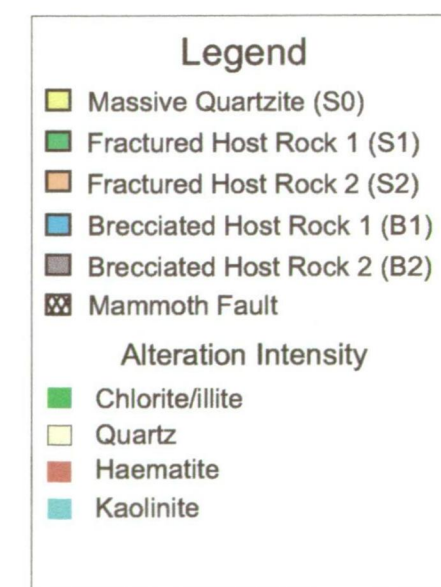 Legend
Massive Quartzite (S0)
Fractured Host Rock 1 (S1)
Fractured Host Rock 2 (S2)
Brecciated Host Rock 1 (B1)
Brecciated Host Rock 2 (B2)
Mammoth Fault
Alteration Intensity
Chlorite/illite
Quartz
Haematite
Kaolinite